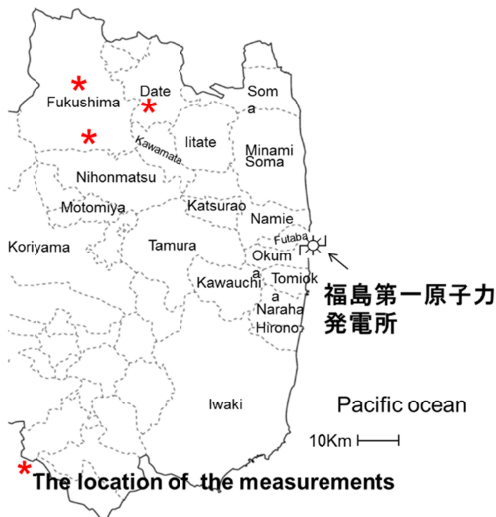 *
Date
Fukushima
*
Som
a
*
Iitate
Kawamata
Minami
Soma
Nihonmatsu
Motomiya
Katsurao
Namie
Futaba
Koriyama
Tamura
Okum
a
Kawauchi
Tomiok
a
福島第一原子力
発電所
Naraha
Hirono
Iwaki
Pacific ocean
10Km
* The location of the measurements